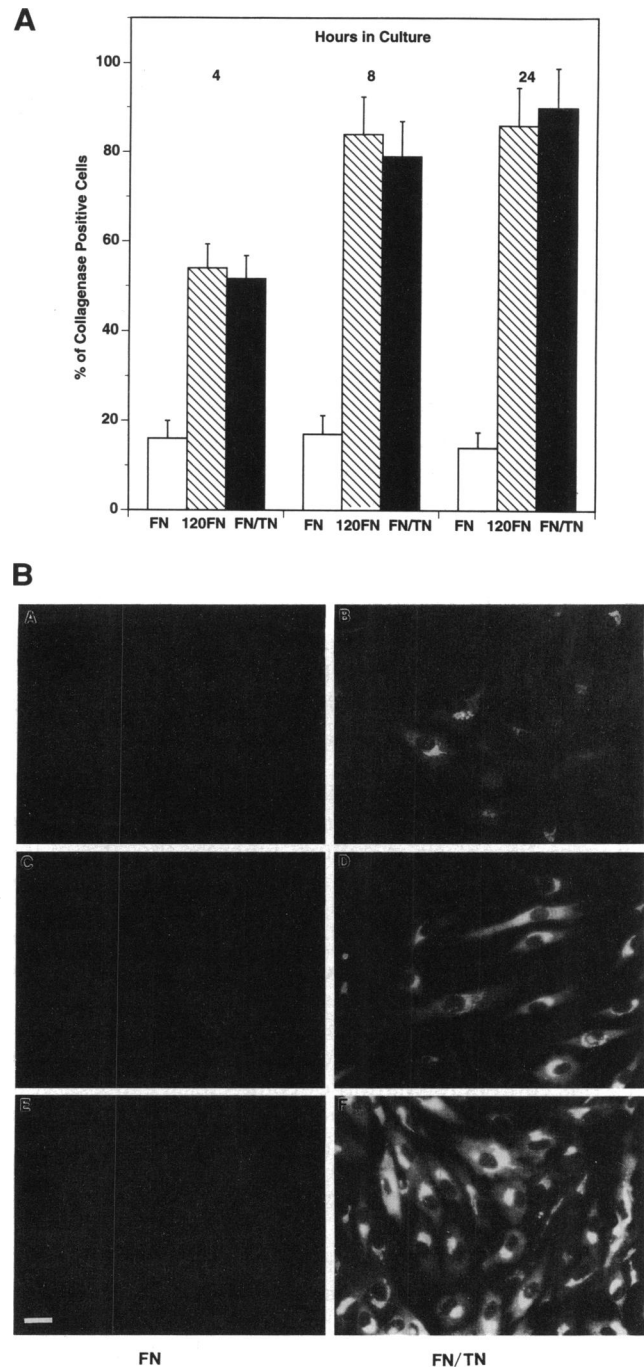 A
Hours in Culture
4 8 24
% of Collagenase Positive Cells
100
80
60
40
20
0
FN 120FN FN/TN FN 120FN FN/TN FN 120FN FN/TN
B
A B
C D
E F
FN FN/TN